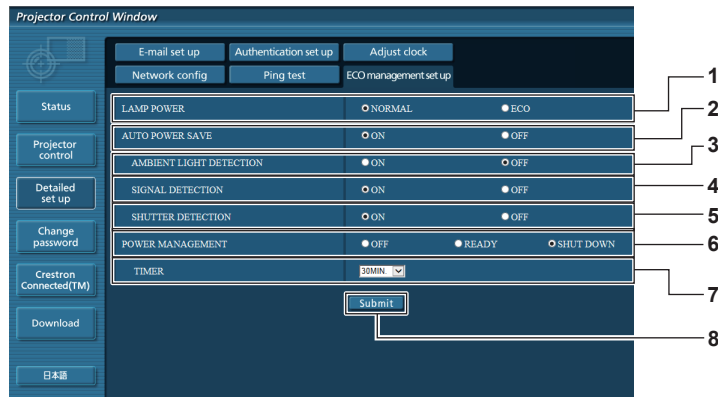 Projector Control Window
E-mail set up Authentication set up Adjust clock
Network config Ping test ECO management set up
Status
Projector control
Detailed set up
Change password
Crestron Connected(TM)
Download
日本語
LAMP POWER NORMAL ECO 1
AUTO POWER SAVE ON OFF 2
AMBIENT LIGHT DETECTION ON OFF 3
SIGNAL DETECTION ON OFF 4
SHUTTER DETECTION ON OFF 5
POWER MANAGEMENT OFF READY SHUT DOWN 6
TIMER 30MIN. 7
Submit 8